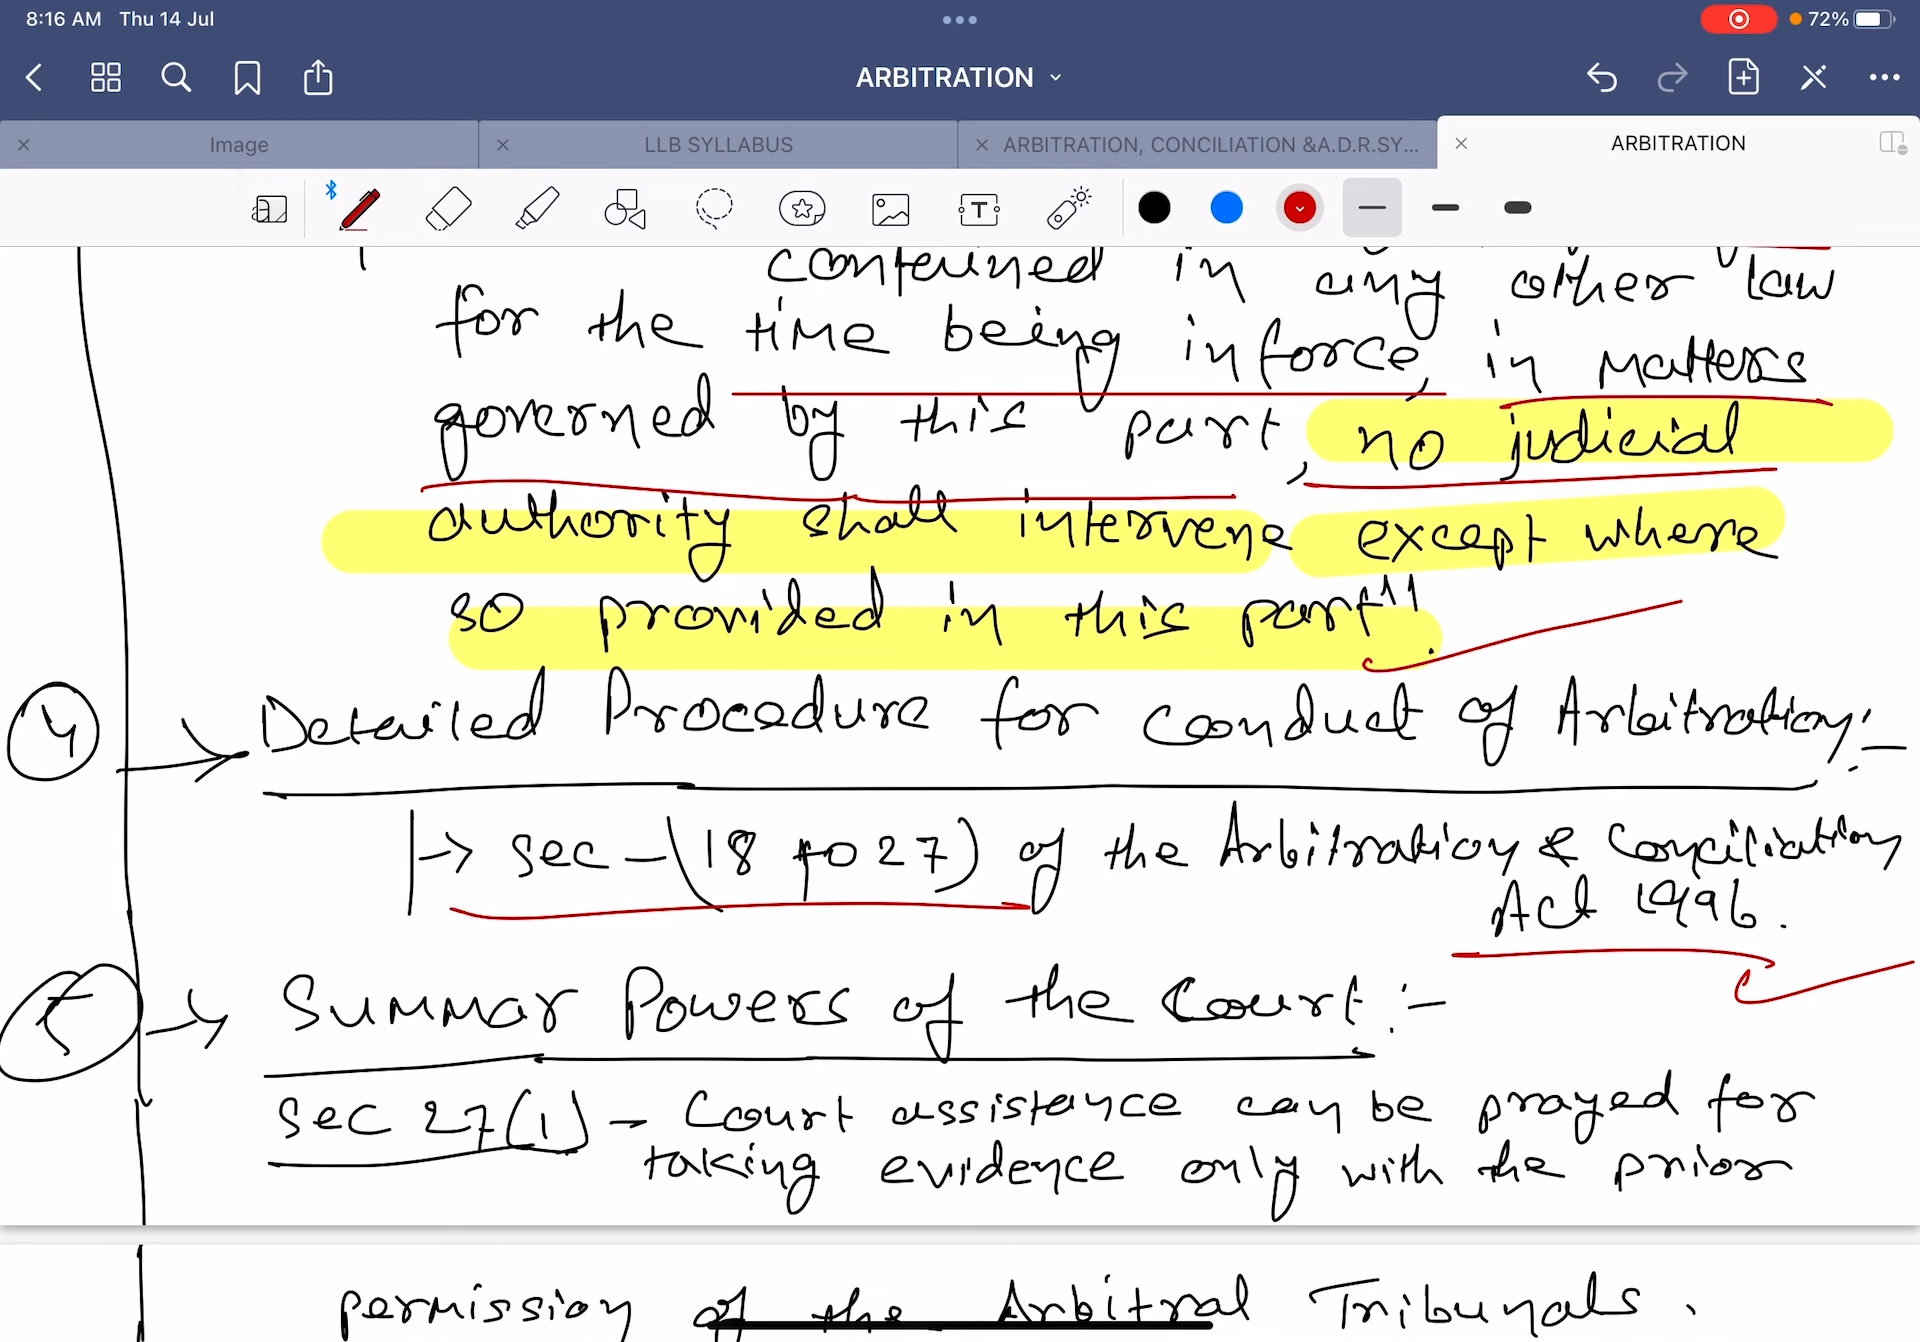 8:16 AM Thu 14 Jul
72%
ARBITRATION
Image
LLB SYLLABUS
ARBITRATION, CONCILIATION &A.D.R.SY...
ARBITRATION
contained in any other law
for the time being inforce, in matters
governed by this part, no judicial
authority shall intervene except where
so provided in this part".
4 → Detailed Procedure for conduct of Arbitration:-
→ sec-(18 to 27) of the Arbitration & Conciliation
Act 1996.
5 → Summar Powers of the Court:-
Sec 27(1) - Court assistance can be prayed for
taking evidence only with the prior
permission of the Arbitral Tribunals.